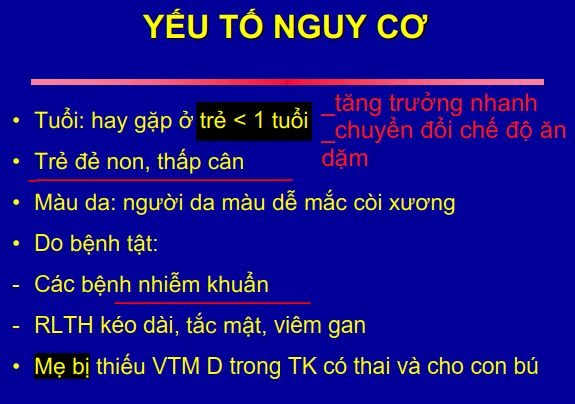 YẾU TỐ NGUY CƠ
• Tuổi: hay gặp ở trẻ < 1 tuổi
_tăng trưởng nhanh
_chuyển đổi chế độ ăn
dặm
• Trẻ đẻ non, thấp cân
• Màu da: người da màu dễ mắc còi xương
• Do bệnh tật:
- Các bệnh nhiễm khuẩn
- RLTH kéo dài, tắc mật, viêm gan
• Mẹ bị thiếu VTM D trong TK có thai và cho con bú